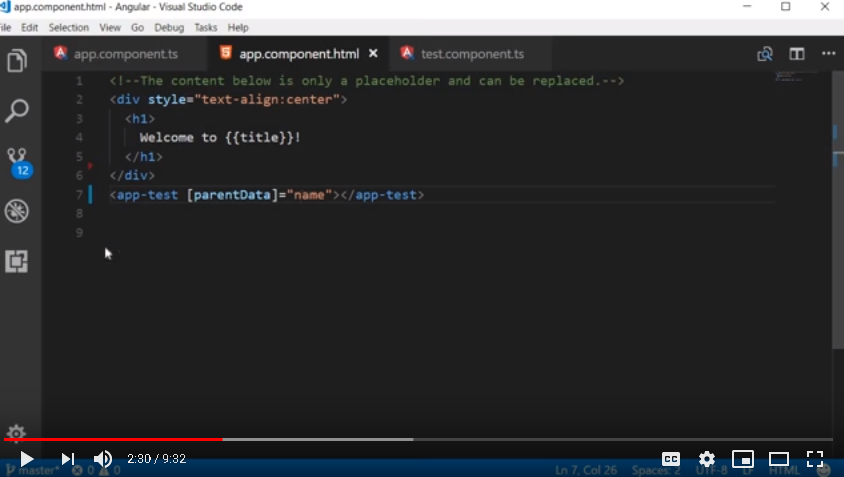 app.component.html - Angular - Visual Studio Code
ile Edit Selection View Go Debug Tasks Help
app.component.ts app.component.html test.component.ts
1 <!--The content below is only a placeholder and can be replaced.-->
2 <div style="text-align:center">
3 <h1>
4 Welcome to {{title}}!
5 </h1>
6 </div>
7 <app-test [parentData]="name"></app-test>
8
9
12
2:30 / 9:32
CC
master* 0 0 Ln 7, Col 26 Spaces: 2 UTF-8 LF HTML